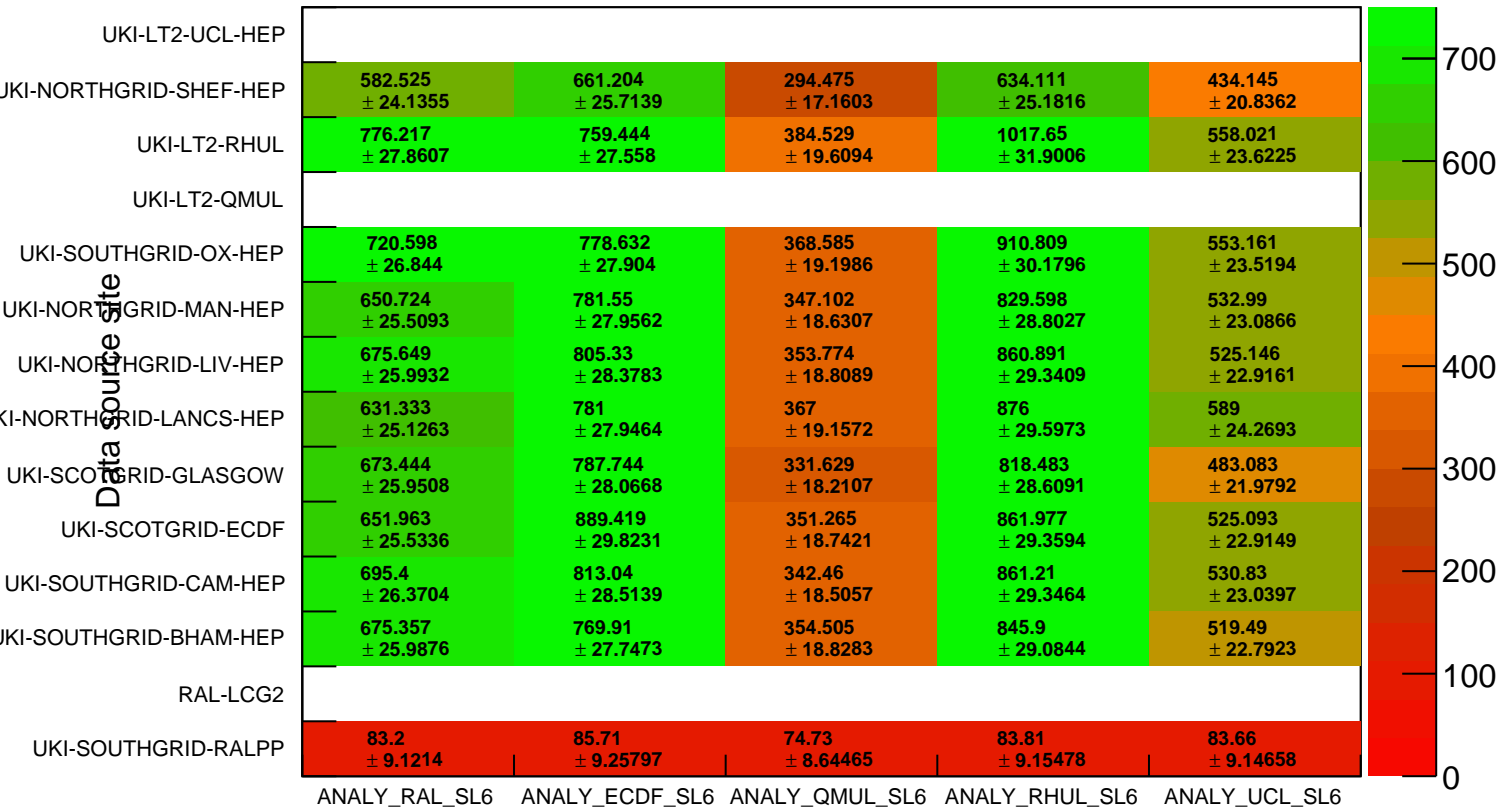 UKI-LT2-UCL-HEP
UKI-NORTHGRID-SHEF-HEP
582.525 661.204 294.475 634.111 434.145
± 24.1355 ± 25.7139 ± 17.1603 ± 25.1816 ± 20.8362
UKI-LT2-RHUL
776.217 759.444 384.529 1017.65 558.021
± 27.8607 ± 27.558 ± 19.6094 ± 31.9006 ± 23.6225
UKI-LT2-QMUL
UKI-SOUTHGRID-OX-HEP
720.598 778.632 368.585 910.809 553.161
± 26.844 ± 27.904 ± 19.1986 ± 30.1796 ± 23.5194
UKI-NORTHGRID-MAN-HEP
650.724 781.55 347.102 829.598 532.99
± 25.5093 ± 27.9562 ± 18.6307 ± 28.8027 ± 23.0866
UKI-NORTHGRID-LIV-HEP
675.649 805.33 353.774 860.891 525.146
± 25.9932 ± 28.3783 ± 18.8089 ± 29.3409 ± 22.9161
KI-NORTHGRID-LANCS-HEP
631.333 781 367 876 589
± 25.1263 ± 27.9464 ± 19.1572 ± 29.5973 ± 24.2693
UKI-SCOTGRID-GLASGOW
673.444 787.744 331.629 818.483 483.083
± 25.9508 ± 28.0668 ± 18.2107 ± 28.6091 ± 21.9792
UKI-SCOTGRID-ECDF
651.963 889.419 351.265 861.977 525.093
± 25.5336 ± 29.8231 ± 18.7421 ± 29.3594 ± 22.9149
UKI-SOUTHGRID-CAM-HEP
695.4 813.04 342.46 861.21 530.83
± 26.3704 ± 28.5139 ± 18.5057 ± 29.3464 ± 23.0397
UKI-SOUTHGRID-BHAM-HEP
675.357 769.91 354.505 845.9 519.49
± 25.9876 ± 27.7473 ± 18.8283 ± 29.0844 ± 22.7923
RAL-LCG2
UKI-SOUTHGRID-RALPP
83.2 85.71 74.73 83.81 83.66
± 9.1214 ± 9.25797 ± 8.64465 ± 9.15478 ± 9.14658
ANALY_RAL_SL6 ANALY_ECDF_SL6 ANALY_QMUL_SL6 ANALY_RHUL_SL6 ANALY_UCL_SL6
Data source site
700
600
500
400
300
200
100
0